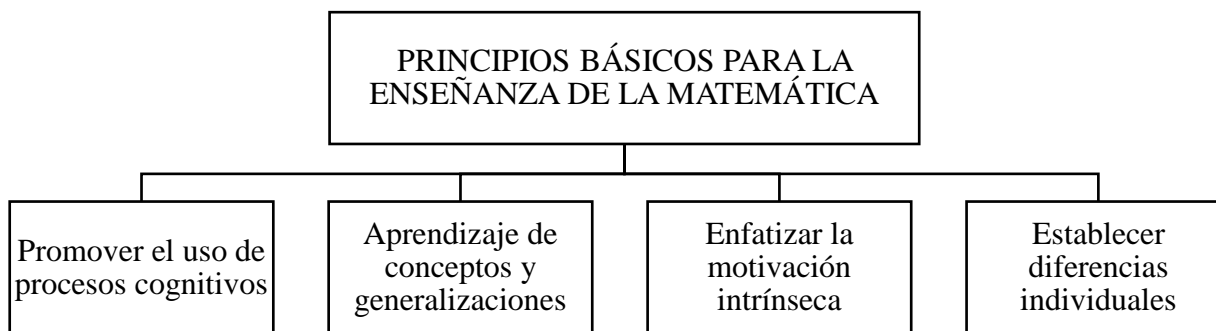 PRINCIPIOS BÁSICOS PARA LA
ENSEÑANZA DE LA MATEMÁTICA
Promover el uso de
procesos cognitivos
Aprendizaje de
conceptos y
generalizaciones
Enfatizar la
motivación
intrínseca
Establecer
diferencias
individuales